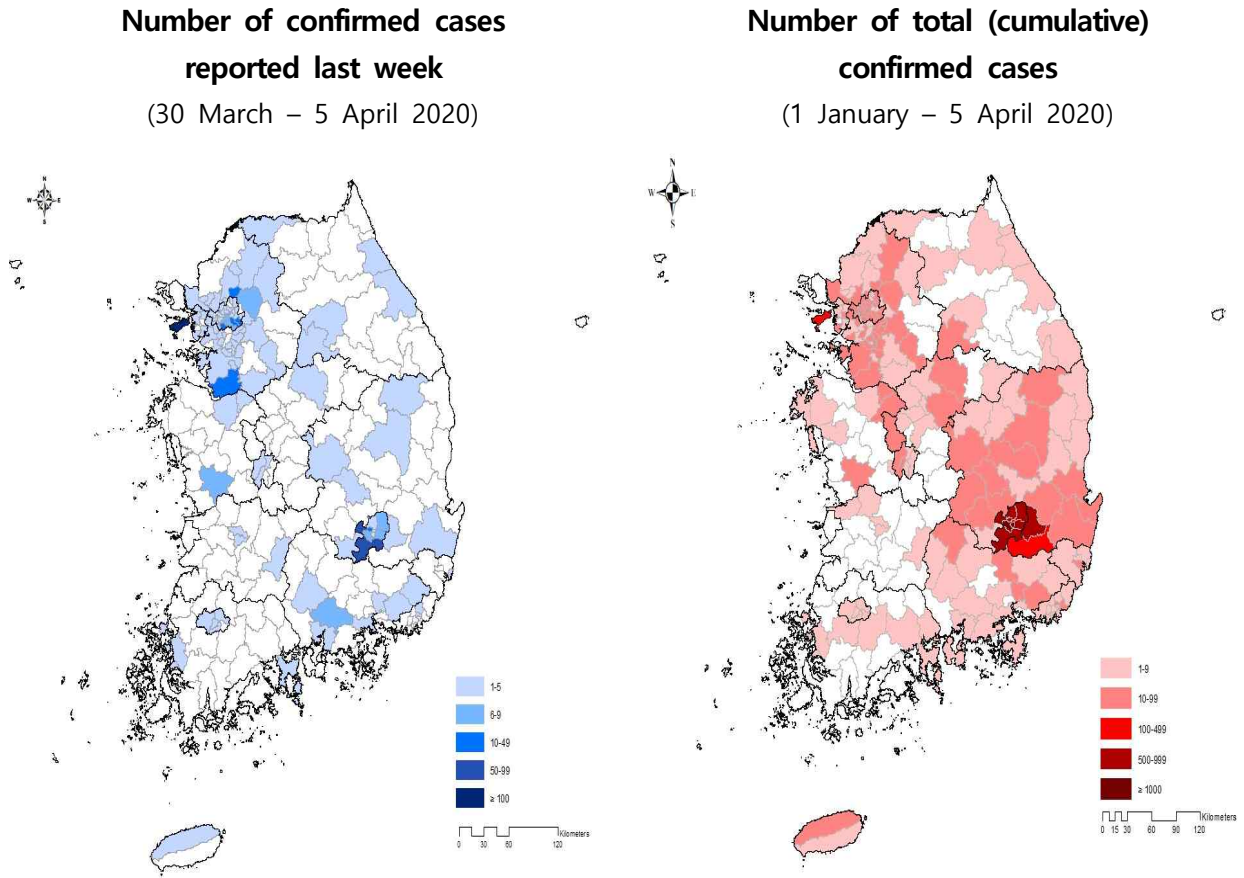 Number of confirmed cases
reported last week
(30 March – 5 April 2020)
N
W
E
S
1-5
6-9
10-49
50-99
≥ 100
Kilometers
0 30 60 120
Number of total (cumulative)
confirmed cases
(1 January – 5 April 2020)
N
W
E
S
1-9
10-99
100-499
500-999
≥ 1000
Kilometers
0 15 30 60 90 120